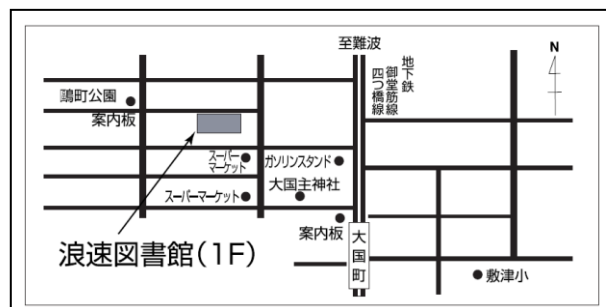 至難波
地下鉄
御堂筋線
四つ橋線
N
鷗町公園
案内板
スーパー
マーケット
ガソリンスタンド
大国主神社
スーパーマーケット
案内板
浪速図書館(1F)
大国町
敷津小